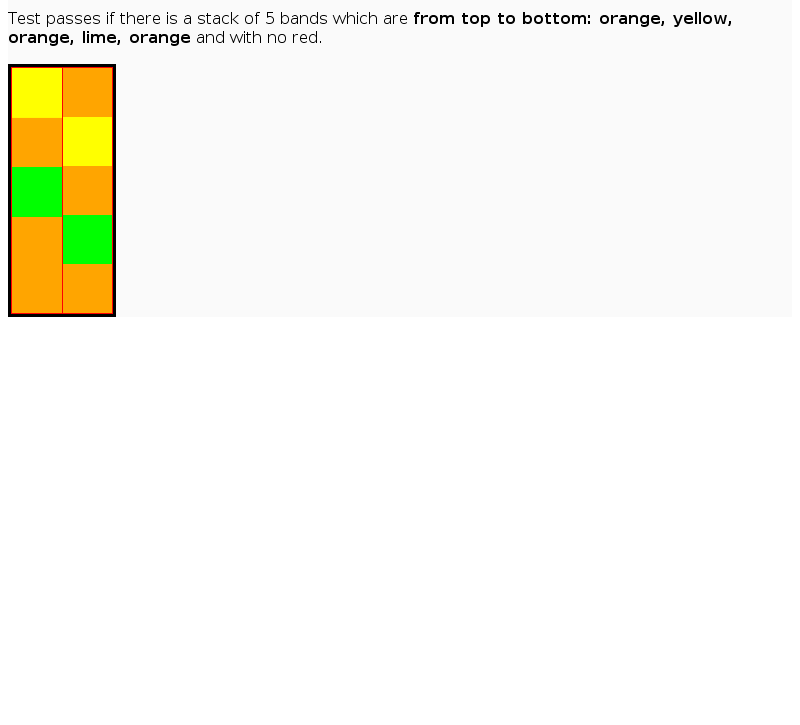 Test passes if there is a stack of 5 bands which are from top to bottom: orange, yellow,
orange, lime, orange and with no red.